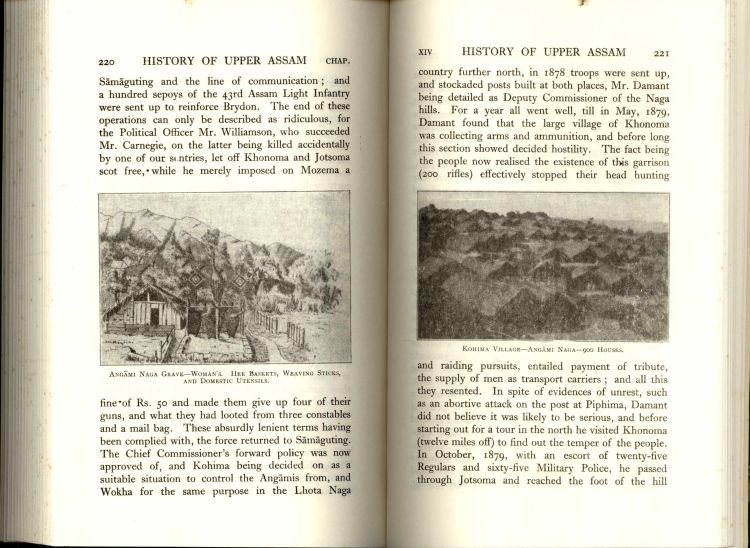 220 HISTORY OF UPPER ASSAM CHAP.
Sāmāguting and the line of communication ; and
a hundred sepoys of the 43rd Assam Light Infantry
were sent up to reinforce Brydon. The end of these
operations can only be described as ridiculous, for
the Political Officer Mr. Williamson, who succeeded
Mr. Carnegie, on the latter being killed accidentally
by one of our sentries, let off Khonoma and Jotsoma
scot free, while he merely imposed on Mozema a
ANGĀMI NAGA GRAVE—WOMAN'S. HER BASKETS, WEAVING STICKS,
AND DOMESTIC UTENSILS.
fine of Rs. 50 and made them give up four of their
guns, and what they had looted from three constables
and a mail bag. These absurdly lenient terms having
been complied with, the force returned to Sāmāguting.
The Chief Commissioner's forward policy was now
approved of, and Kohima being decided on as a
suitable situation to control the Angāmis from, and
Wokha for the same purpose in the Lhota Naga
XIV HISTORY OF UPPER ASSAM 221
country further north, in 1878 troops were sent up,
and stockaded posts built at both places, Mr. Damant
being detailed as Deputy Commissioner of the Naga
hills. For a year all went well, till in May, 1879,
Damant found that the large village of Khonoma
was collecting arms and ammunition, and before long
this section showed decided hostility. The fact being
the people now realised the existence of this garrison
(200 rifles) effectively stopped their head hunting
KOHIMA VILLAGE—ANGĀMI NAGA—900 HOUSES.
and raiding pursuits, entailed payment of tribute,
the supply of men as transport carriers ; and all this
they resented. In spite of evidences of unrest, such
as an abortive attack on the post at Piphima, Damant
did not believe it was likely to be serious, and before
starting out for a tour in the north he visited Khonoma
(twelve miles off) to find out the temper of the people.
In October, 1879, with an escort of twenty-five
Regulars and sixty-five Military Police, he passed
through Jotsoma and reached the foot of the hill